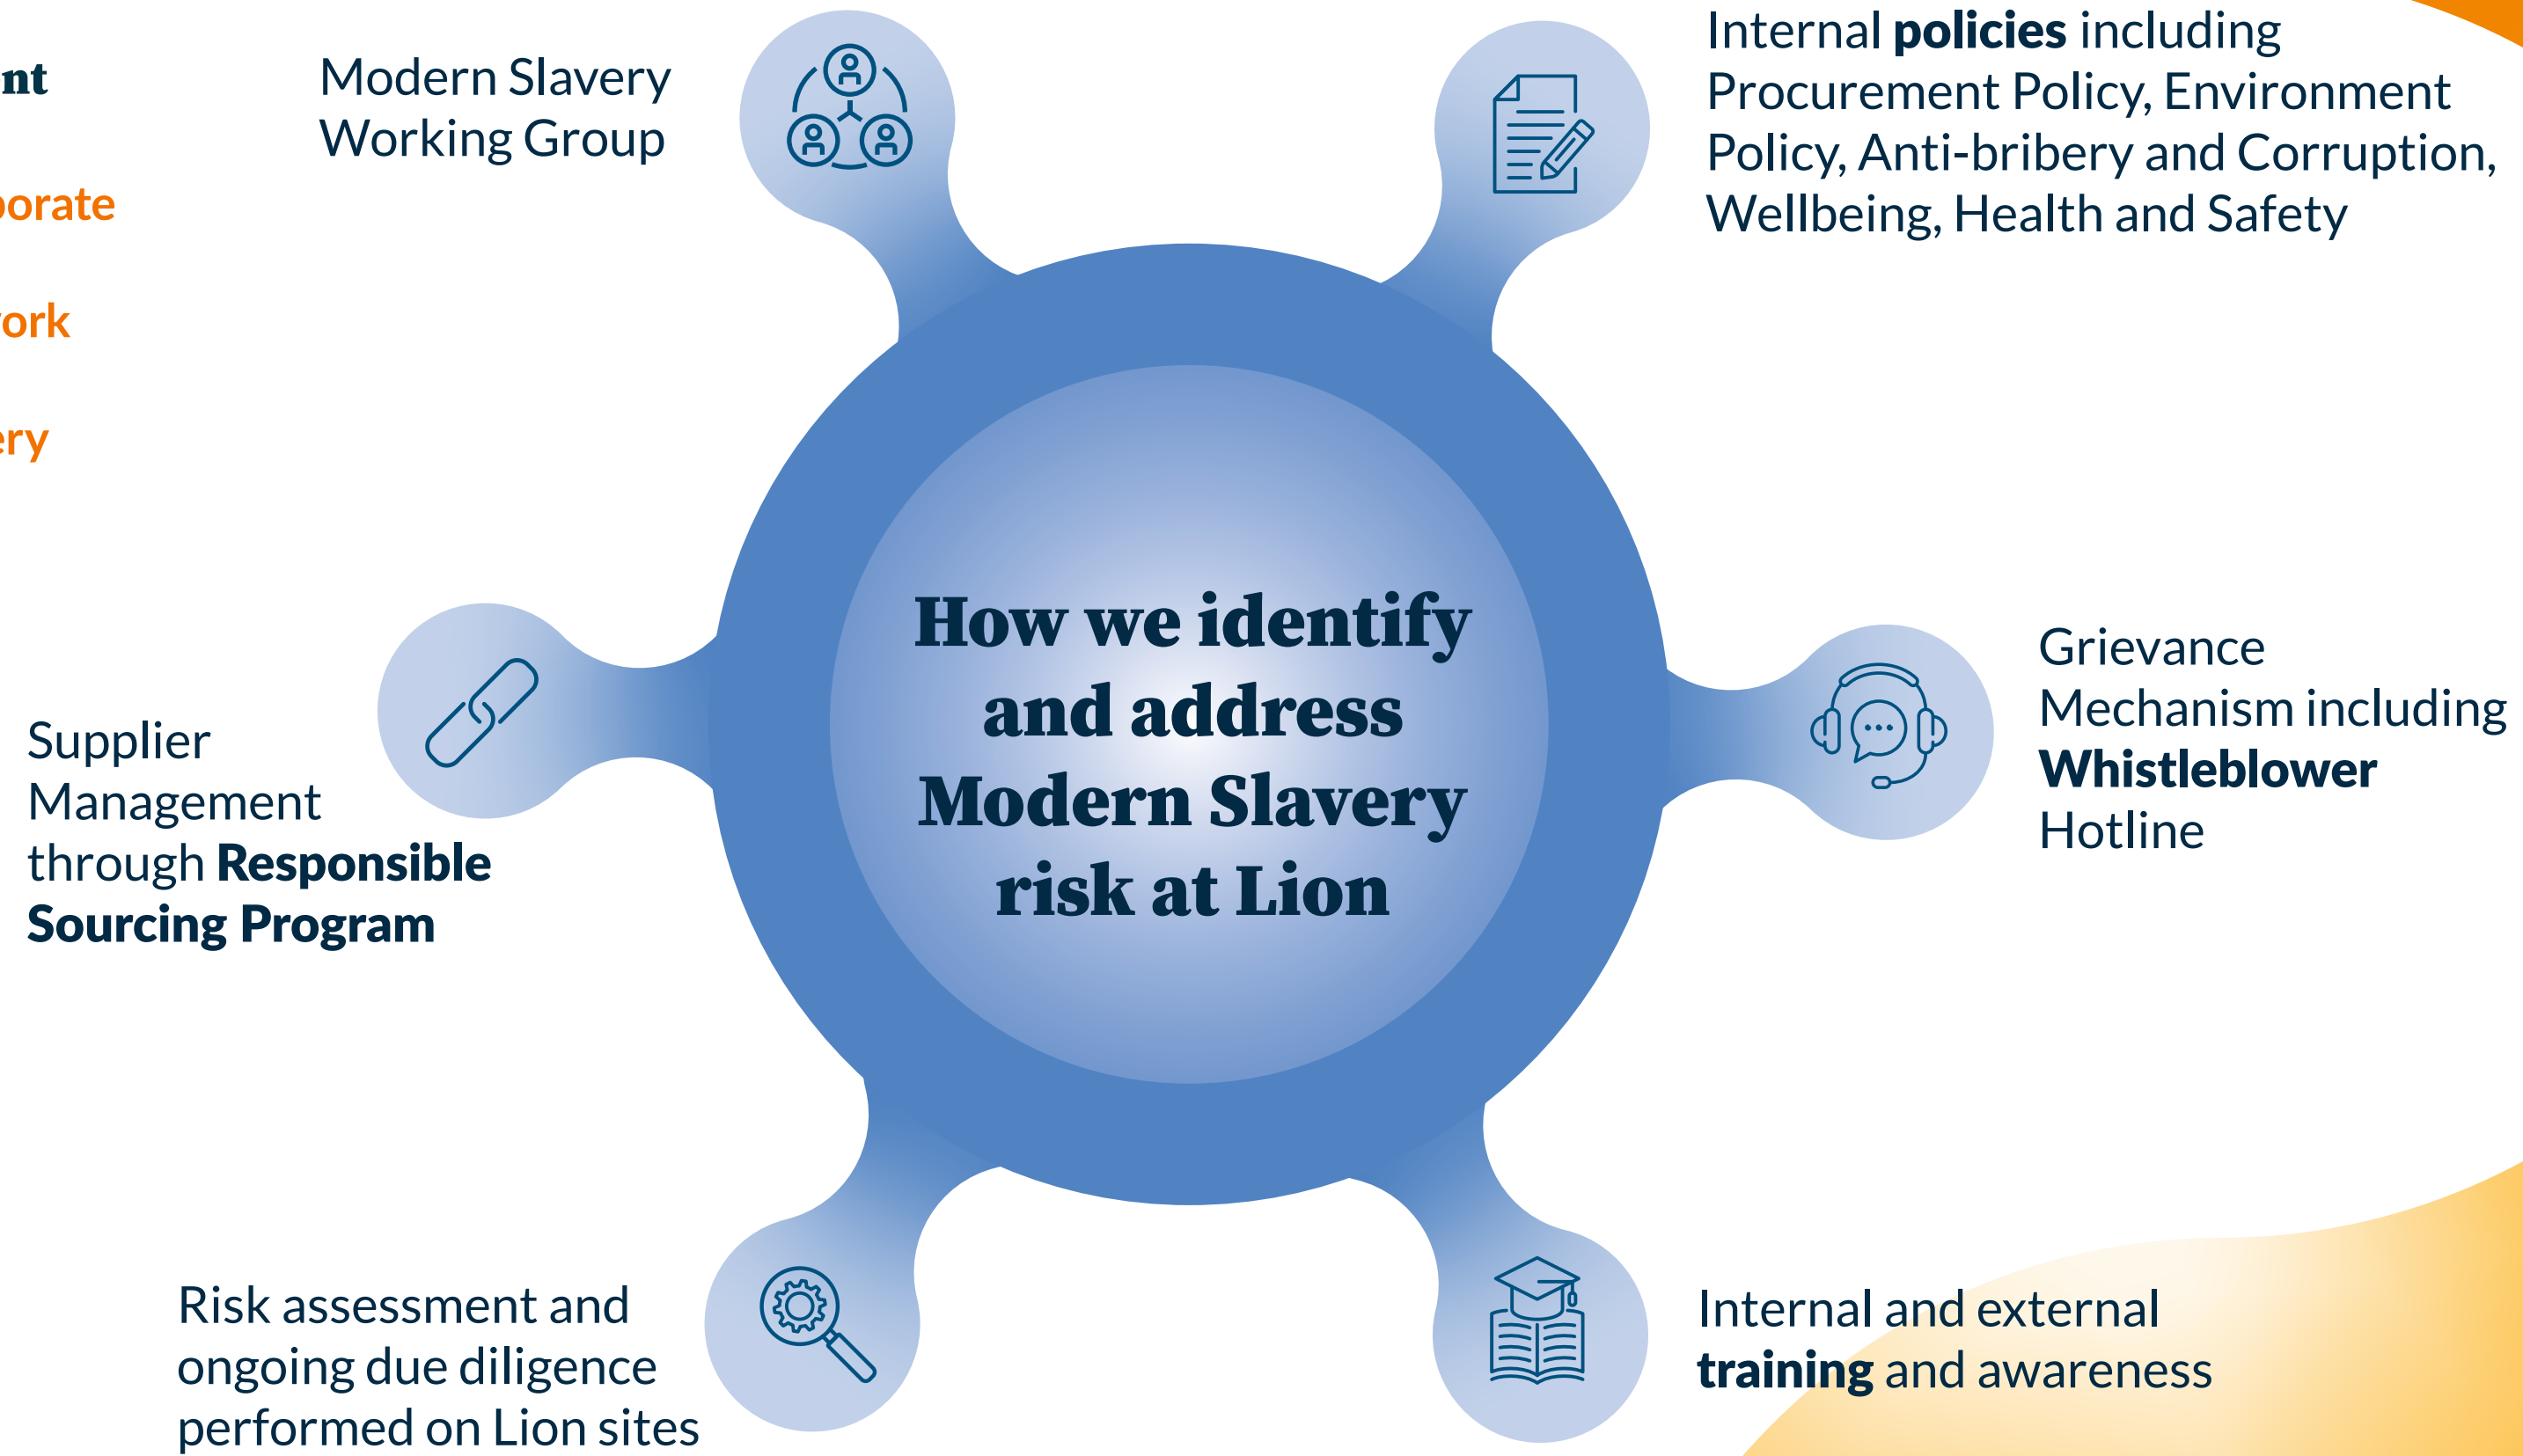 nt
porate
work
ery
Modern Slavery
Working Group
Internal policies including
Procurement Policy, Environment
Policy, Anti-bribery and Corruption,
Wellbeing, Health and Safety
How we identify
and address
Modern Slavery
risk at Lion
Supplier
Management
through Responsible
Sourcing Program
Grievance
Mechanism including
Whistleblower
Hotline
Risk assessment and
ongoing due diligence
performed on Lion sites
Internal and external
training and awareness